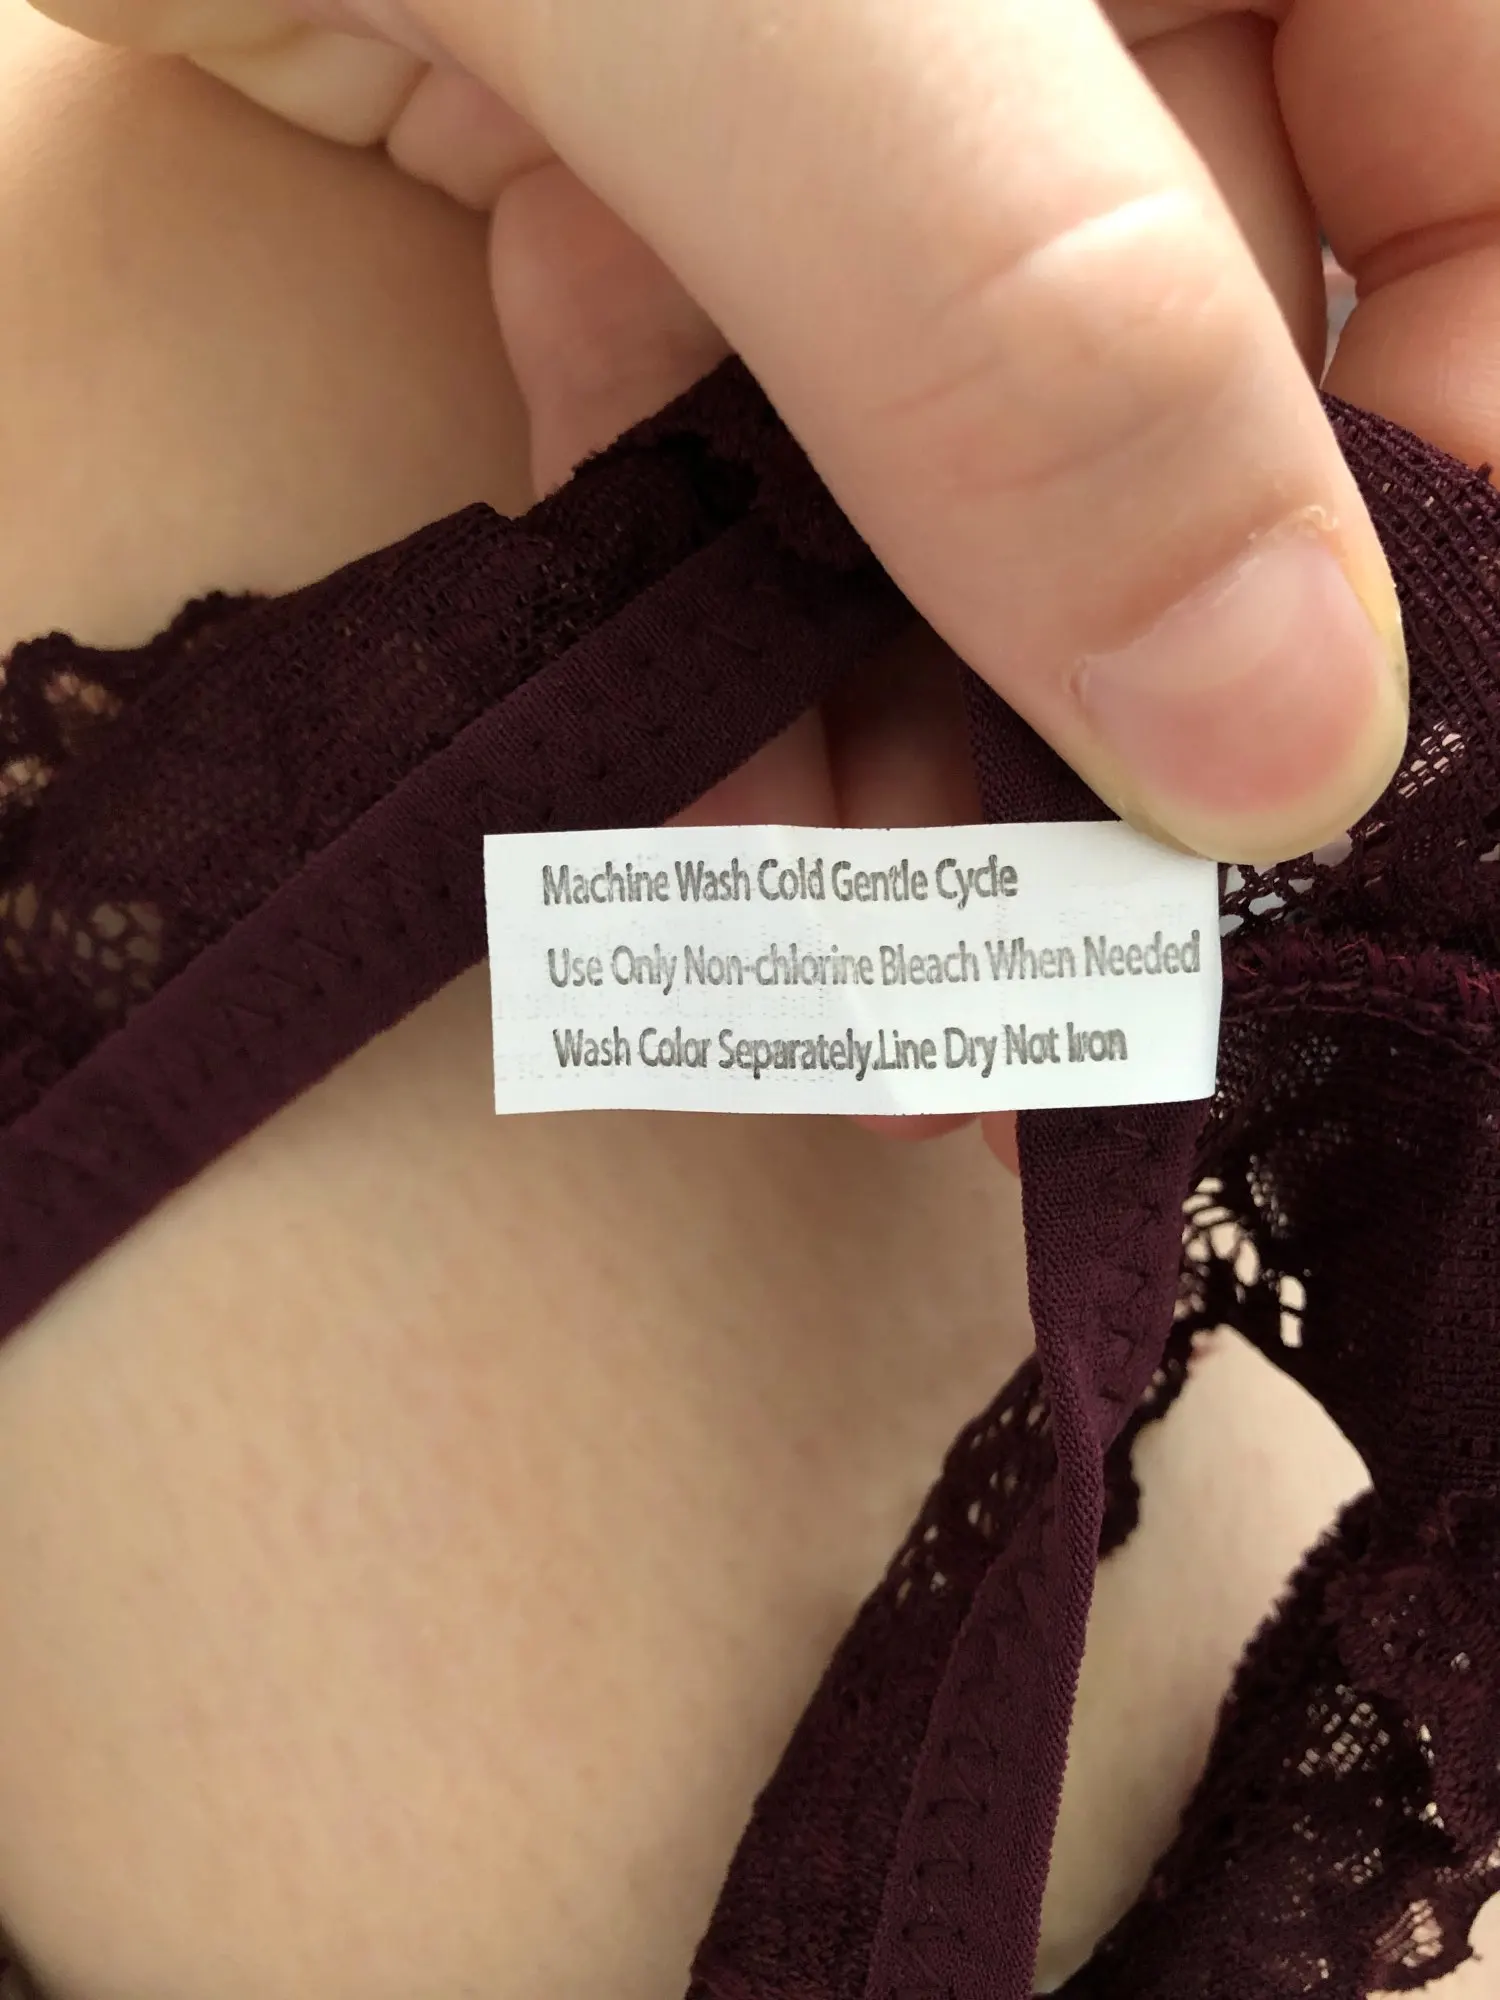 Machine Wash Cold Gentle Cycle
Use Only Non-chlorine Bleach When Needed
Wash Color Separately.Line Dry Not Iron